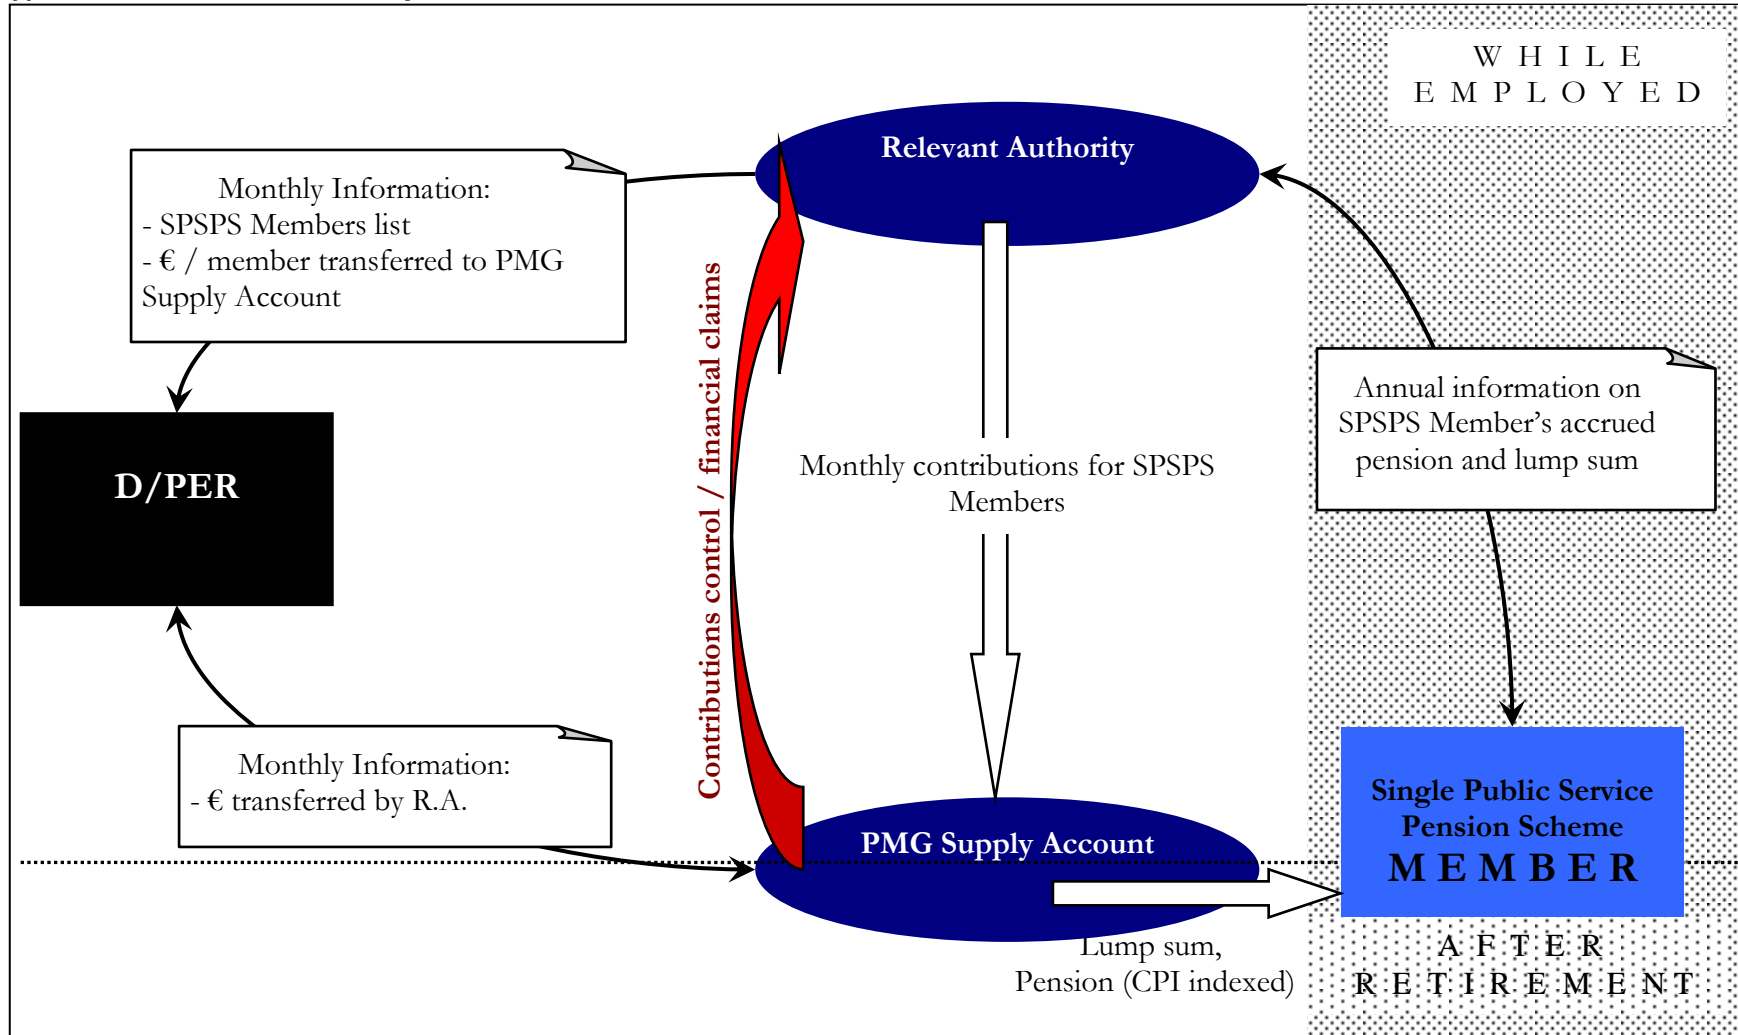 W H I L E
E M P L O Y E D
Relevant Authority
Monthly Information:
- SPSPS Members list
- € / member transferred to PMG
Supply Account
Contributions control / financial claims
Annual information on
SPSPS Member’s accrued
pension and lump sum
D/PER
Monthly contributions for SPSPS
Members
Monthly Information:
- € transferred by R.A.
PMG Supply Account
Single Public Service
Pension Scheme
M E M B E R
Lump sum,
Pension (CPI indexed)
A F T E R
R E T I R E M E N T